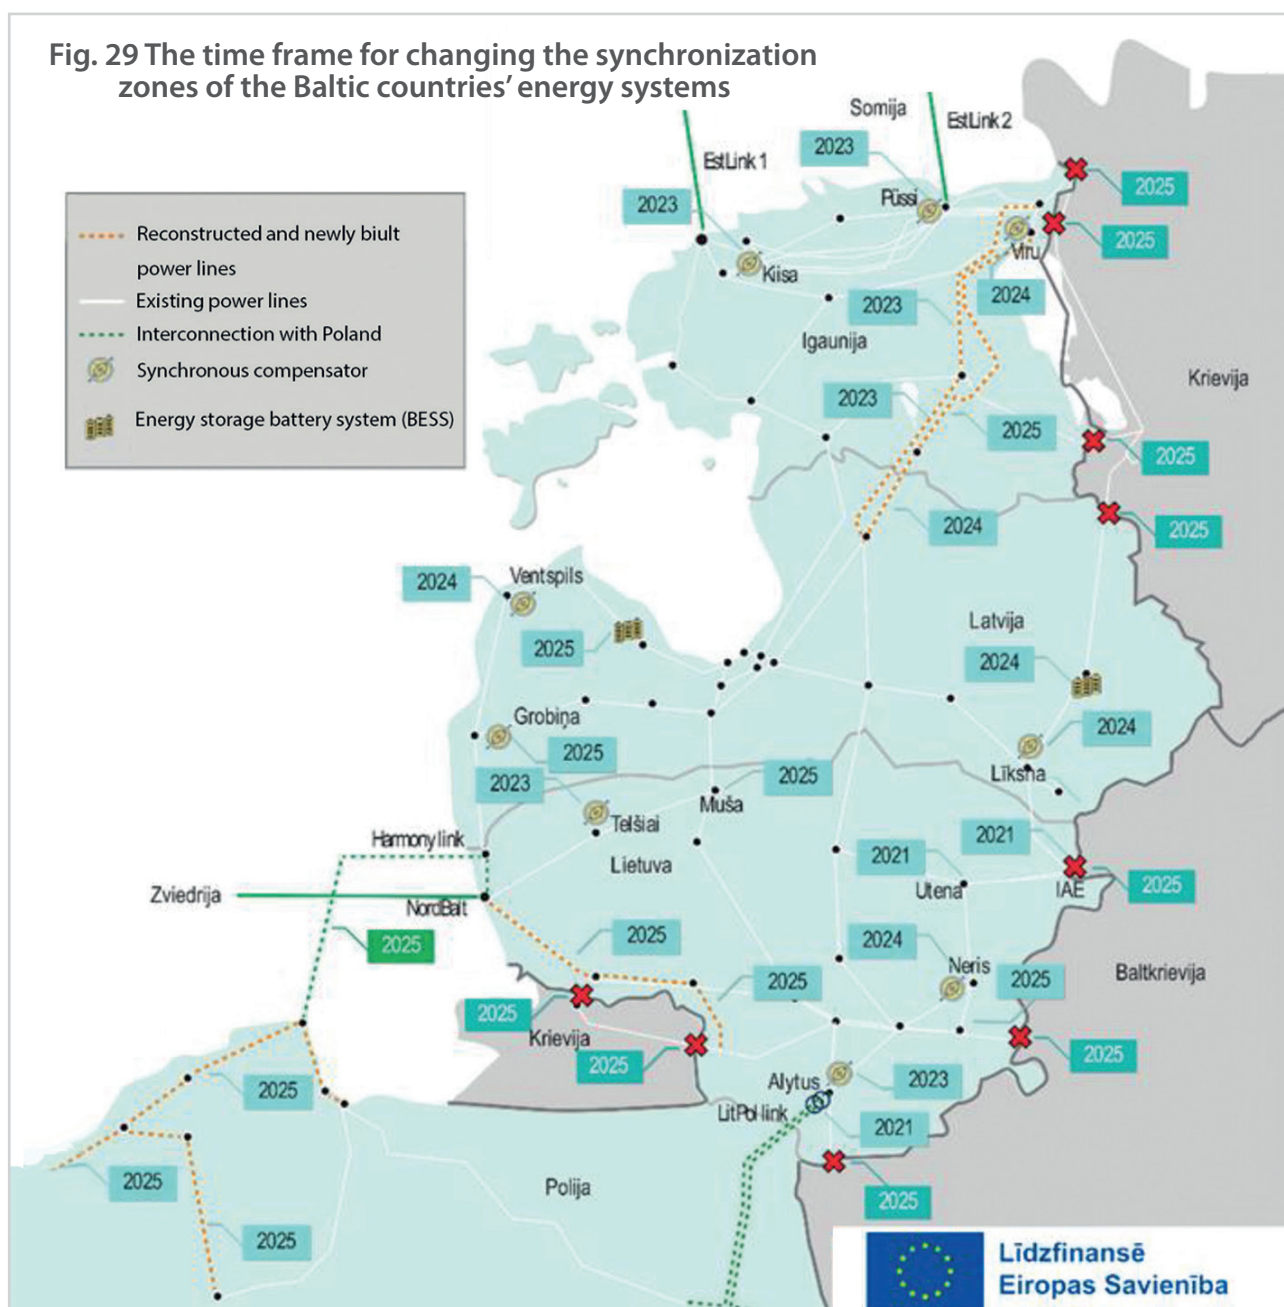 Fig. 29 The time frame for changing the synchronization
zones of the Baltic countries’ energy systems
Reconstructed and newly biult
power lines
Existing power lines
Interconnection with Poland
Synchronous compensator
Energy storage battery system (BESS)
Somija
EstLink 2
EstLink 1
2023
2025
Püssi
2023
2025
Viru
Kiisa
2024
2023
Igaunija
Krievija
2023
2025
2025
2024
2025
Ventspils
2024
Latvija
2025
2024
Grobiņa
2024
2025
2023
2025
Līksna
Muša
Telšiai
Harmony link
2021
2021
Lietuva
Utena
IAE
2025
Zviedrija
NordBalt
2025
2025
2024
Neris
Baltkrievija
2025
2025
2025
Krievija
2025
2025
Alytus
2023
2025
LitPol link
2021
2025
Polija
2025
2025
Līdzfinansē
Eiropas Savienība